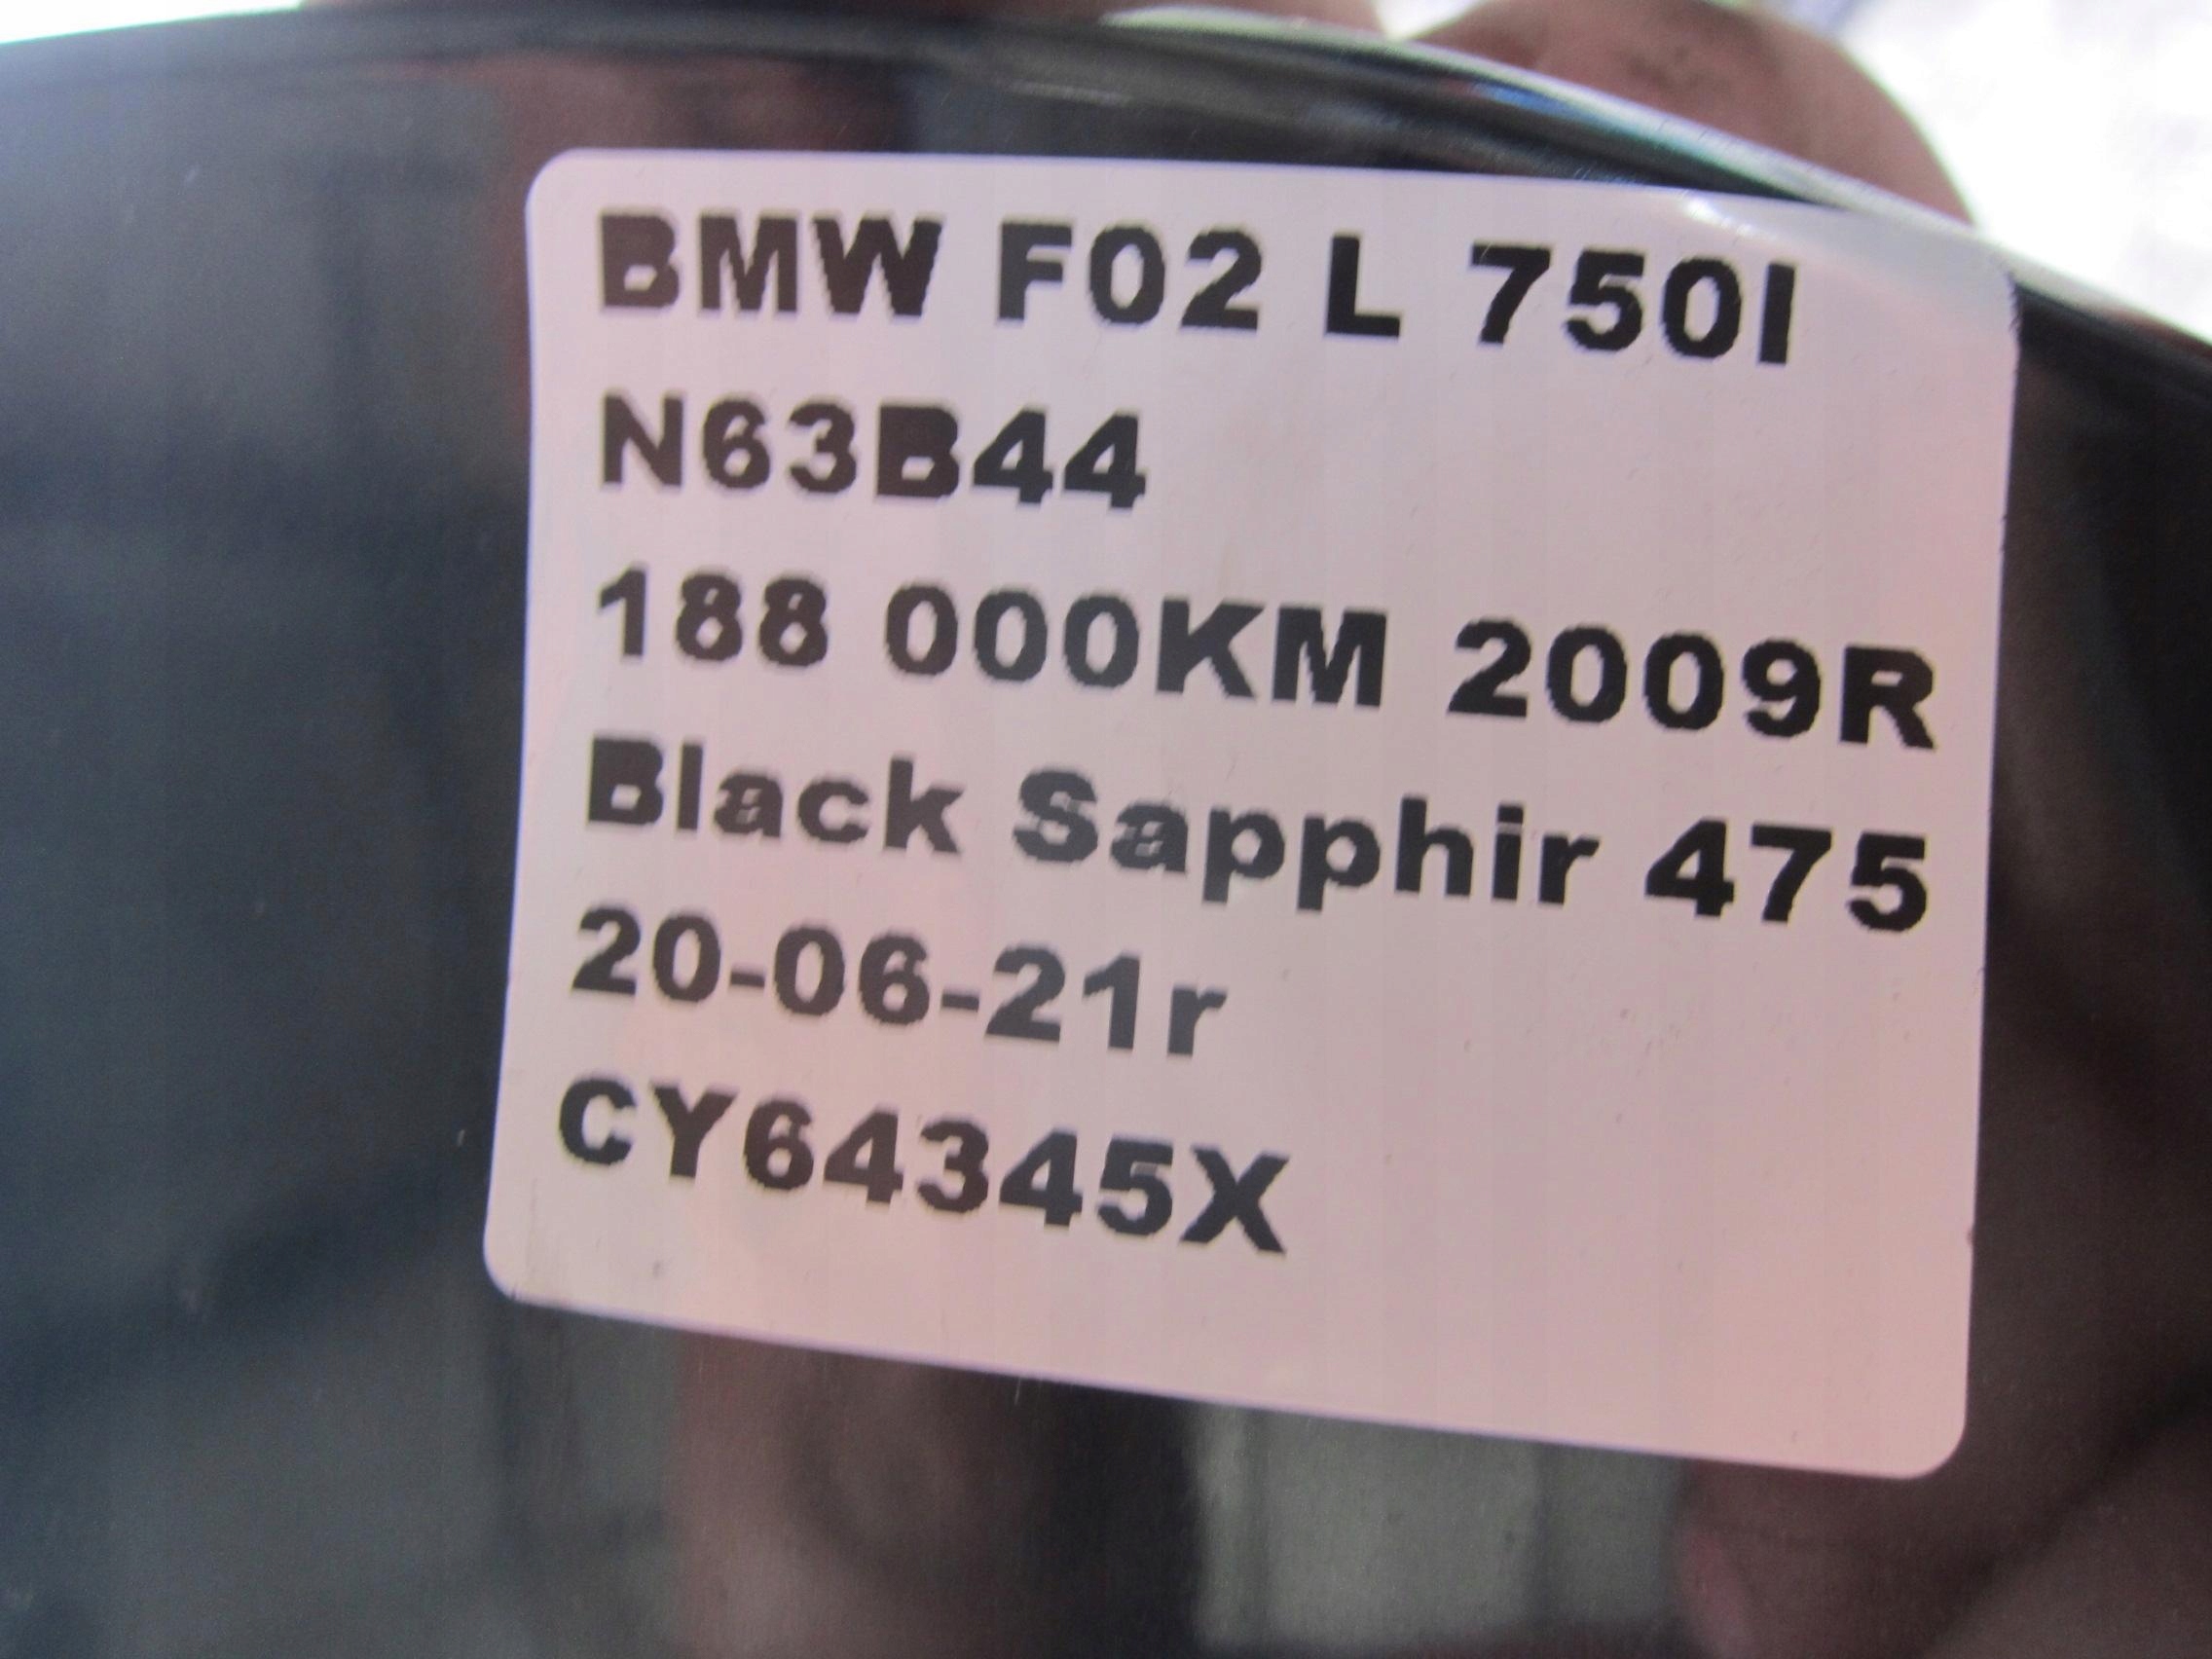 BMW F02 L 750I
N63B44
188 000KM 2009R
Black Sapphir 475
20-06-21r
CY64345X